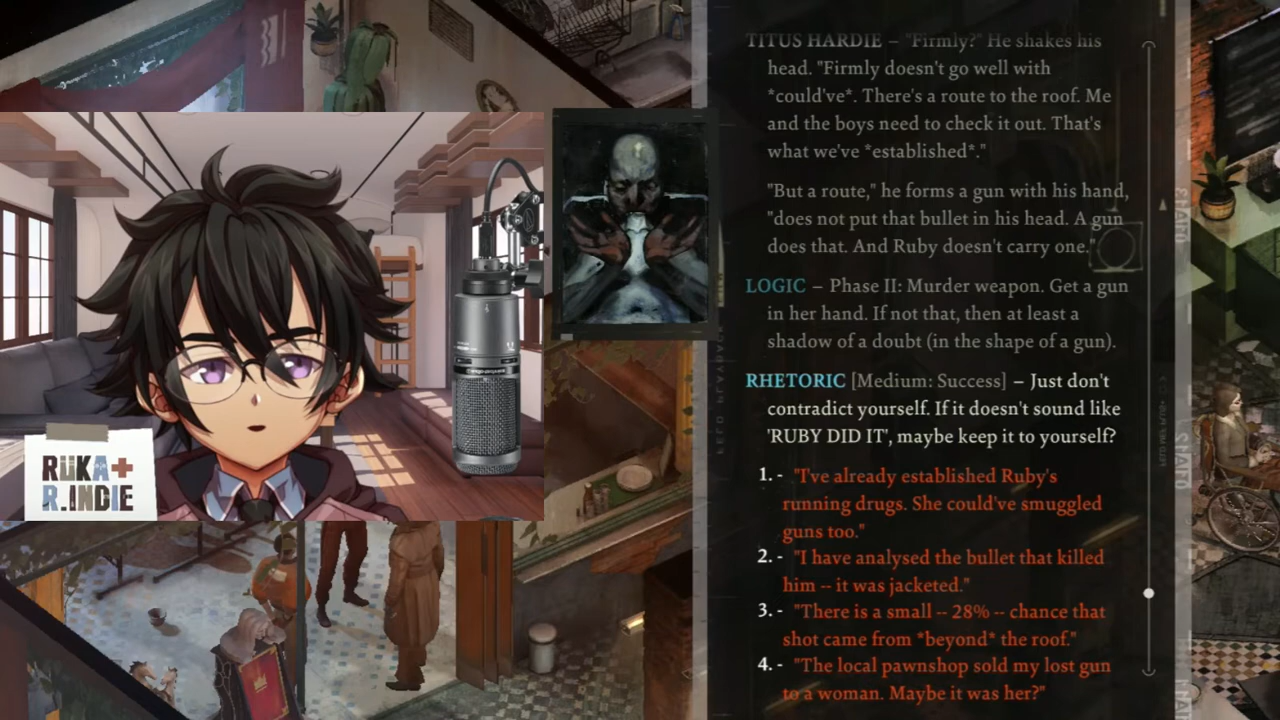 TITUS HARDIE – "Firmly?" He shakes his
head. "Firmly doesn't go well with
*could've*. There's a route to the roof. Me
and the boys need to check it out. That's
what we've *established*."
"But a route," he forms a gun with his hand,
"does not put that bullet in his head. A gun
does that. And Ruby doesn't carry one."
LOGIC – Phase II: Murder weapon. Get a gun
in her hand. If not that, then at least a
shadow of a doubt (in the shape of a gun).
RHETORIC [Medium: Success] – Just don't
contradict yourself. If it doesn't sound like
'RUBY DID IT', maybe keep it to yourself?
1. - "I've already established Ruby's
running drugs. She could've smuggled
guns too."
2. - "I have analysed the bullet that killed
him -- it was jacketed."
3. - "There is a small -- 28% -- chance that
shot came from *beyond* the roof."
4. - "The local pawnshop sold my lost gun
to a woman. Maybe it was her?"
RUKA+
R.INDIE